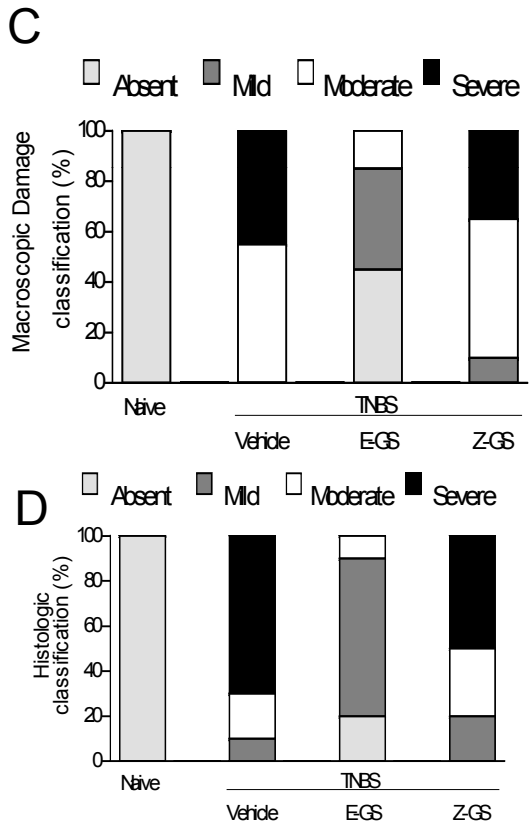 C
Absent Mild Moderate Severe
Macroscopic Damage
classification (%)
100
80
60
40
20
0
Naive TNBS
Vehicle E-GS Z-GS
D
Absent Mild Moderate Severe
Histologic
classification (%)
100
80
60
40
20
0
Naive TNBS
Vehicle E-GS Z-GS